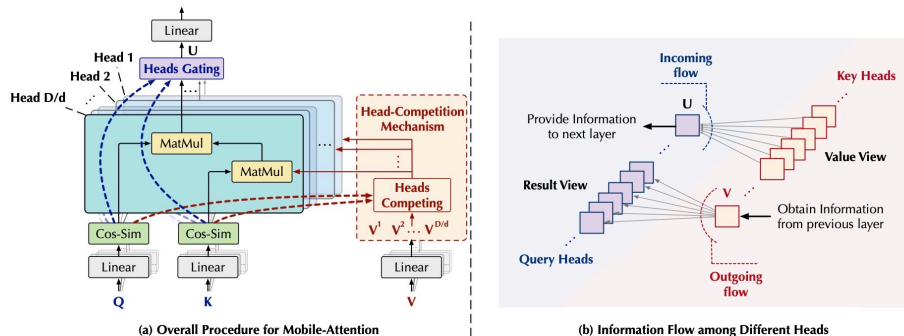 Linear
U
Heads Gating
Head 1
Head 2
...
Head D/d
...
MatMul
MatMul
...
Head-Competition
Mechanism
...
Heads
Competing
V¹ V² ... V^{D/d}
Cos-Sim
Cos-Sim
Linear
Linear
Linear
Q
K
V
(a) Overall Procedure for Mobile-Attention
Incoming
flow
Key Heads
...
U
Provide Information
to next layer
Value View
...
Result View
...
V
Obtain Information
from previous layer
...
Query Heads
Outgoing
flow
(b) Information Flow among Different Heads